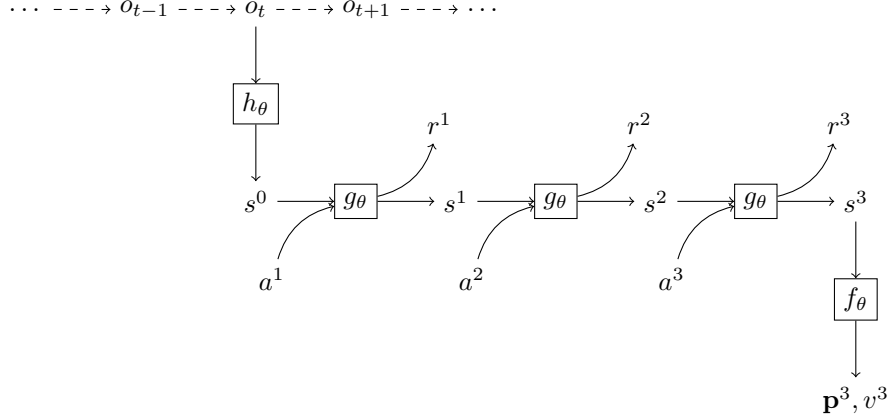 ⋯ o_{t−1} o_t o_{t+1} ⋯
h_θ
r^1 r^2 r^3
s^0 g_θ s^1 g_θ s^2 g_θ s^3
a^1 a^2 a^3
f_θ
𝐩^3, v^3